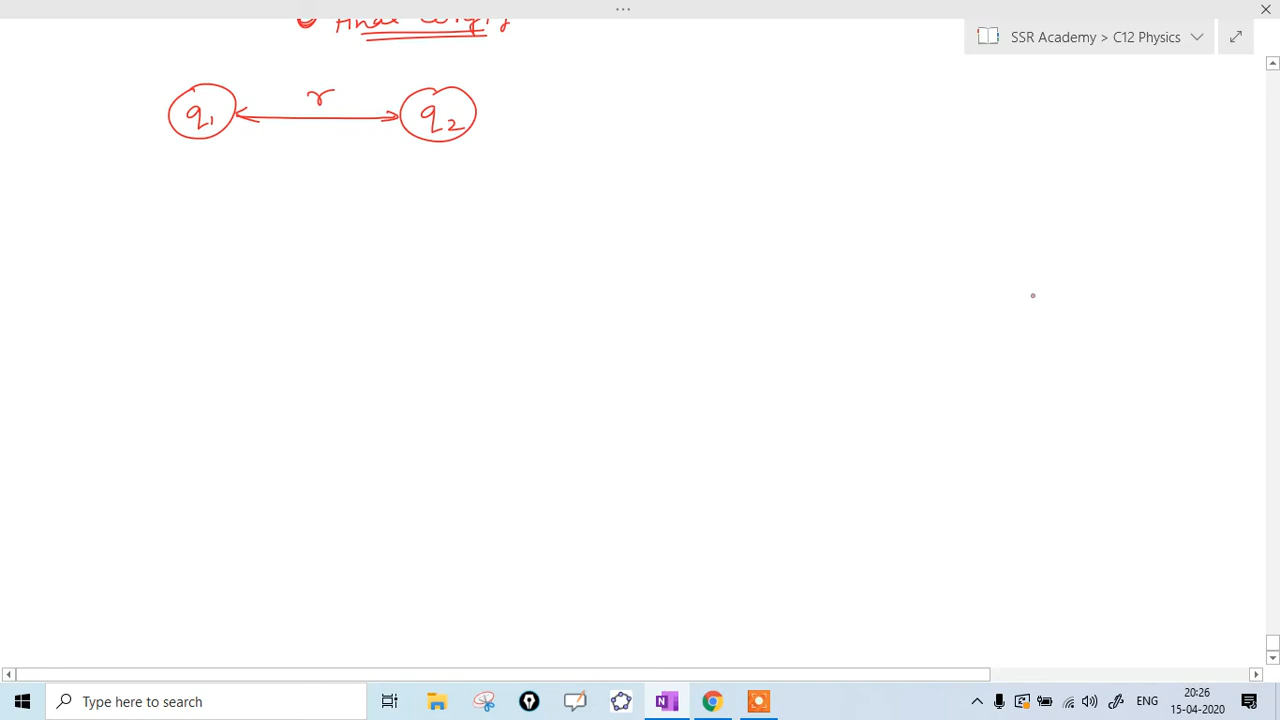 SSR Academy > C12 Physics
r
q₁ q₂
Type here to search
ENG
20:26
15-04-2020